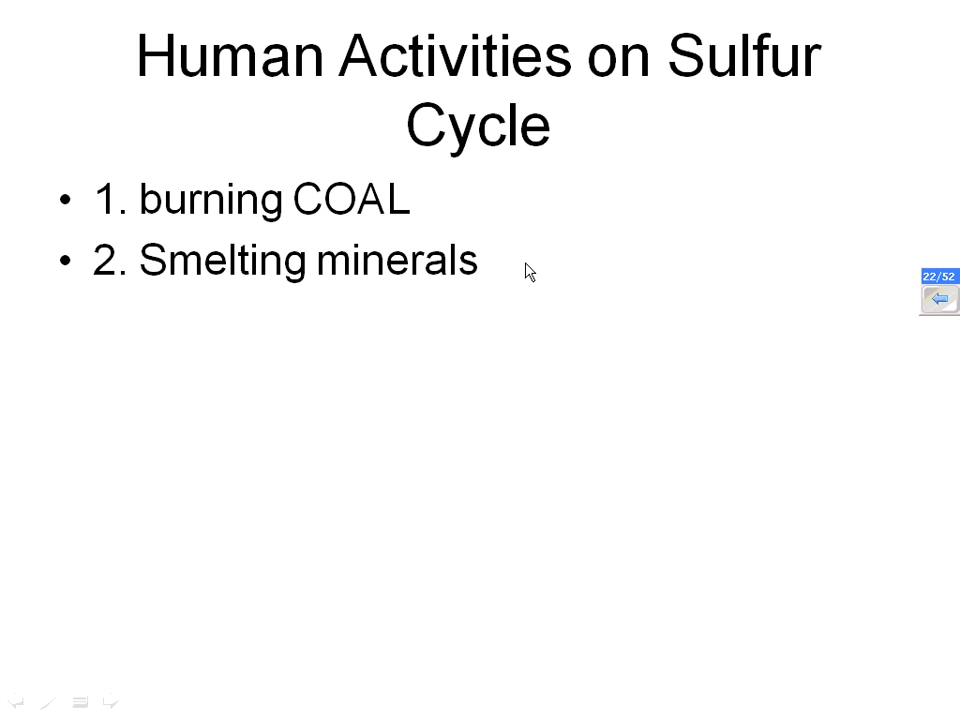 Human Activities on Sulfur
Cycle
• 1. burning COAL
• 2. Smelting minerals
22/52